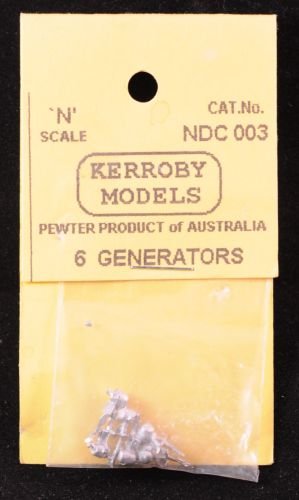 `N'
SCALE
CAT.No.
NDC 003
KERROBY
MODELS
PEWTER PRODUCT of AUSTRALIA
6 GENERATORS